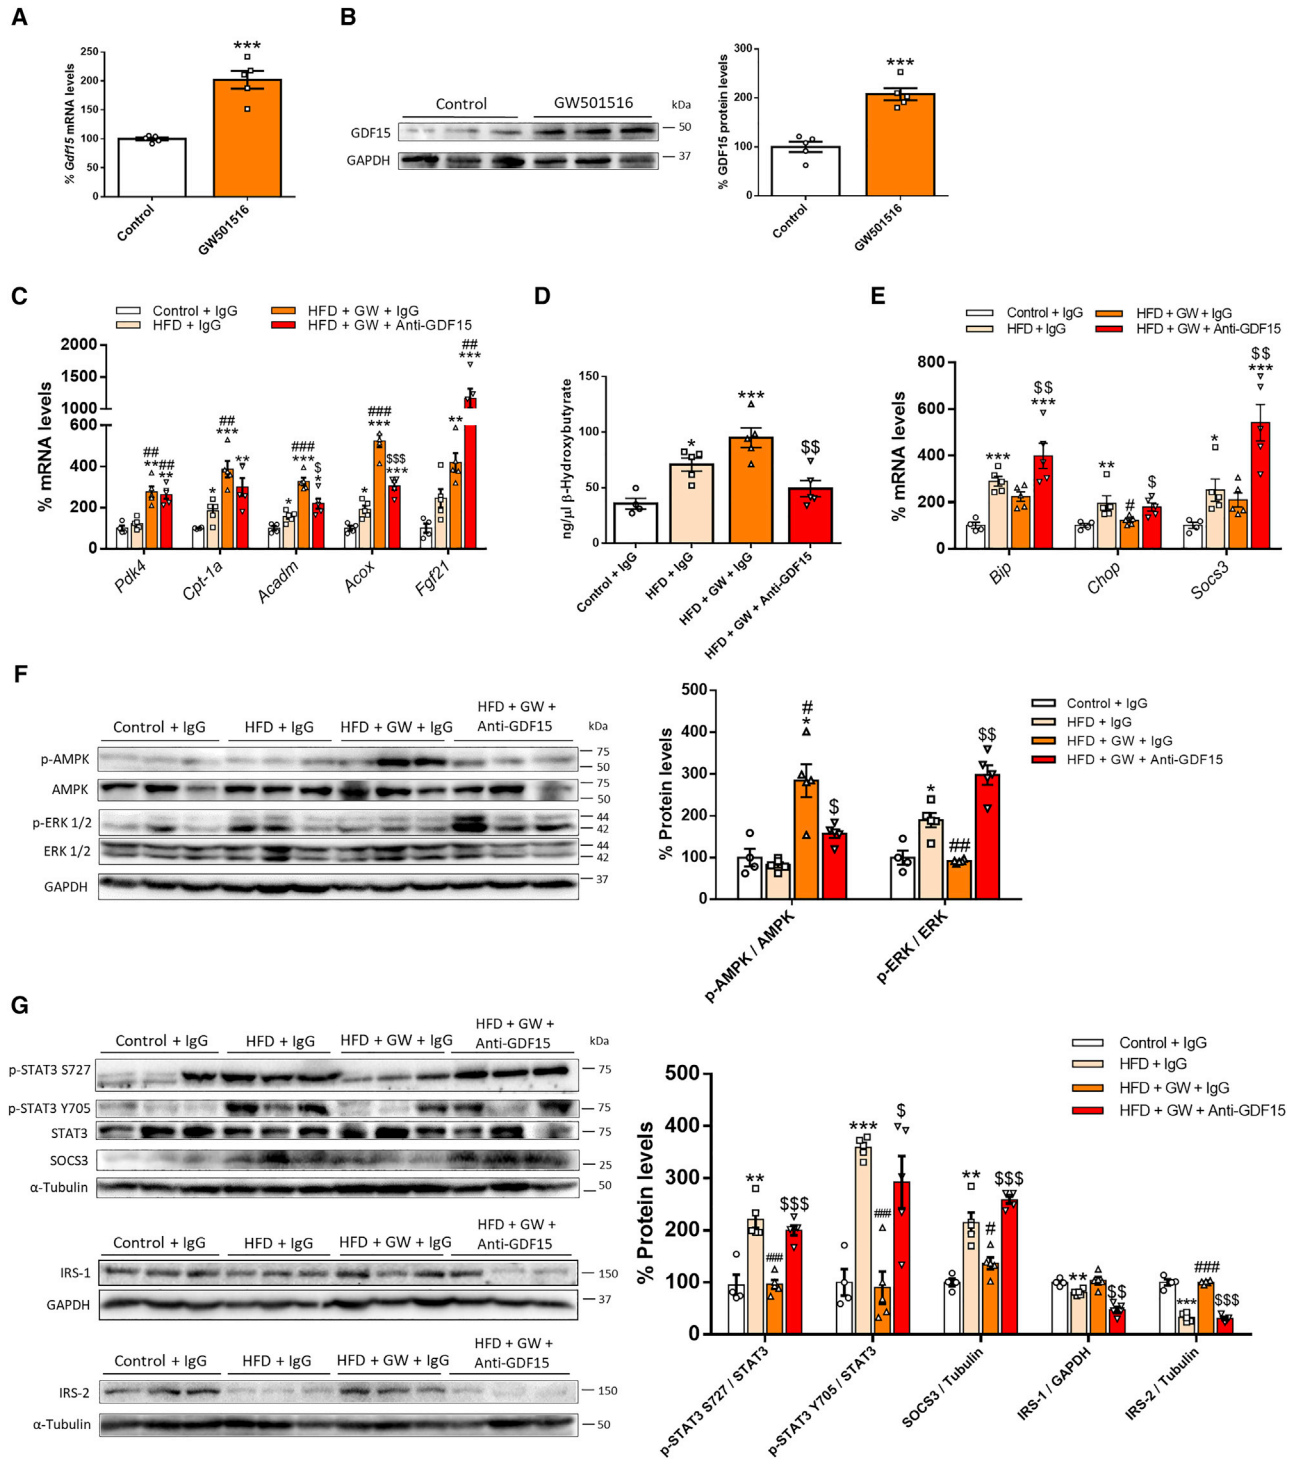 A
% Gdf15 mRNA levels
250
200
150
100
50
0
***
Control
GW501516
B
Control
GW501516
kDa
GDF15
50
GAPDH
37
% GDF15 protein levels
300
200
100
0
***
Control
GW501516
C
Control + IgG
HFD + IgG
HFD + GW + IgG
HFD + GW + Anti-GDF15
% mRNA levels
2000
1500
1000
600
400
200
0
##
**
##
**
*
##
***
**
*
###
***
$
*
*
###
***
$$$
***
**
##
***
Pdk4
Cpt-1a
Acadm
Acox
Fgf21
D
ng/µl β-Hydroxybutyrate
150
100
50
0
*
***
$$
Control + IgG
HFD + IgG
HFD + GW + IgG
HFD + GW + Anti-GDF15
E
Control + IgG
HFD + IgG
HFD + GW + IgG
HFD + GW + Anti-GDF15
% mRNA levels
800
600
400
200
0
***
$$
***
**
#
$
*
$$
***
Bip
Chop
Socs3
F
Control + IgG
HFD + IgG
HFD + GW + IgG
HFD + GW +
Anti-GDF15
kDa
p-AMPK
75
50
AMPK
75
50
p-ERK 1/2
44
42
ERK 1/2
44
42
GAPDH
37
% Protein levels
500
400
300
200
100
0
#
*
$
*
##
$$
p-AMPK / AMPK
p-ERK / ERK
Control + IgG
HFD + IgG
HFD + GW + IgG
HFD + GW + Anti-GDF15
G
Control + IgG
HFD + IgG
HFD + GW + IgG
HFD + GW +
Anti-GDF15
kDa
p-STAT3 S727
75
p-STAT3 Y705
75
STAT3
75
SOCS3
25
α-Tubulin
50
Control + IgG
HFD + IgG
HFD + GW + IgG
HFD + GW +
Anti-GDF15
IRS-1
150
GAPDH
37
Control + IgG
HFD + IgG
HFD + GW + IgG
HFD + GW +
Anti-GDF15
IRS-2
150
α-Tubulin
50
% Protein levels
500
400
300
200
100
0
**
###
$$$
***
###
$
**
#
$$$
**
$$
***
###
$$$
p-STAT3 S727 / STAT3
p-STAT3 Y705 / STAT3
SOCS3 / Tubulin
IRS-1 / GAPDH
IRS-2 / Tubulin
Control + IgG
HFD + IgG
HFD + GW + IgG
HFD + GW + Anti-GDF15